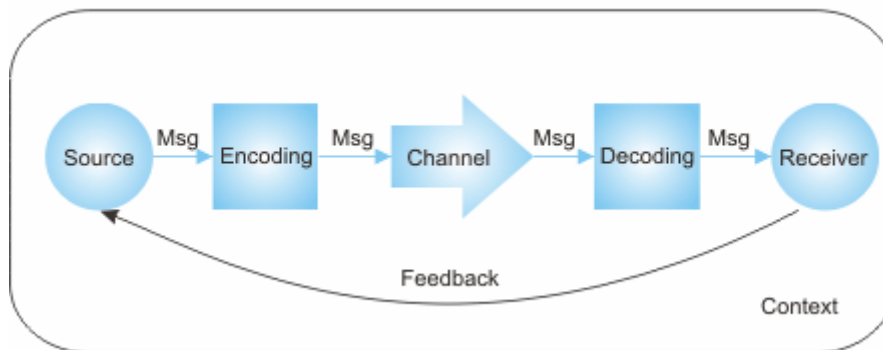 Msg
Msg
Msg
Msg
Source
Encoding
Channel
Decoding
Receiver
Feedback
Context